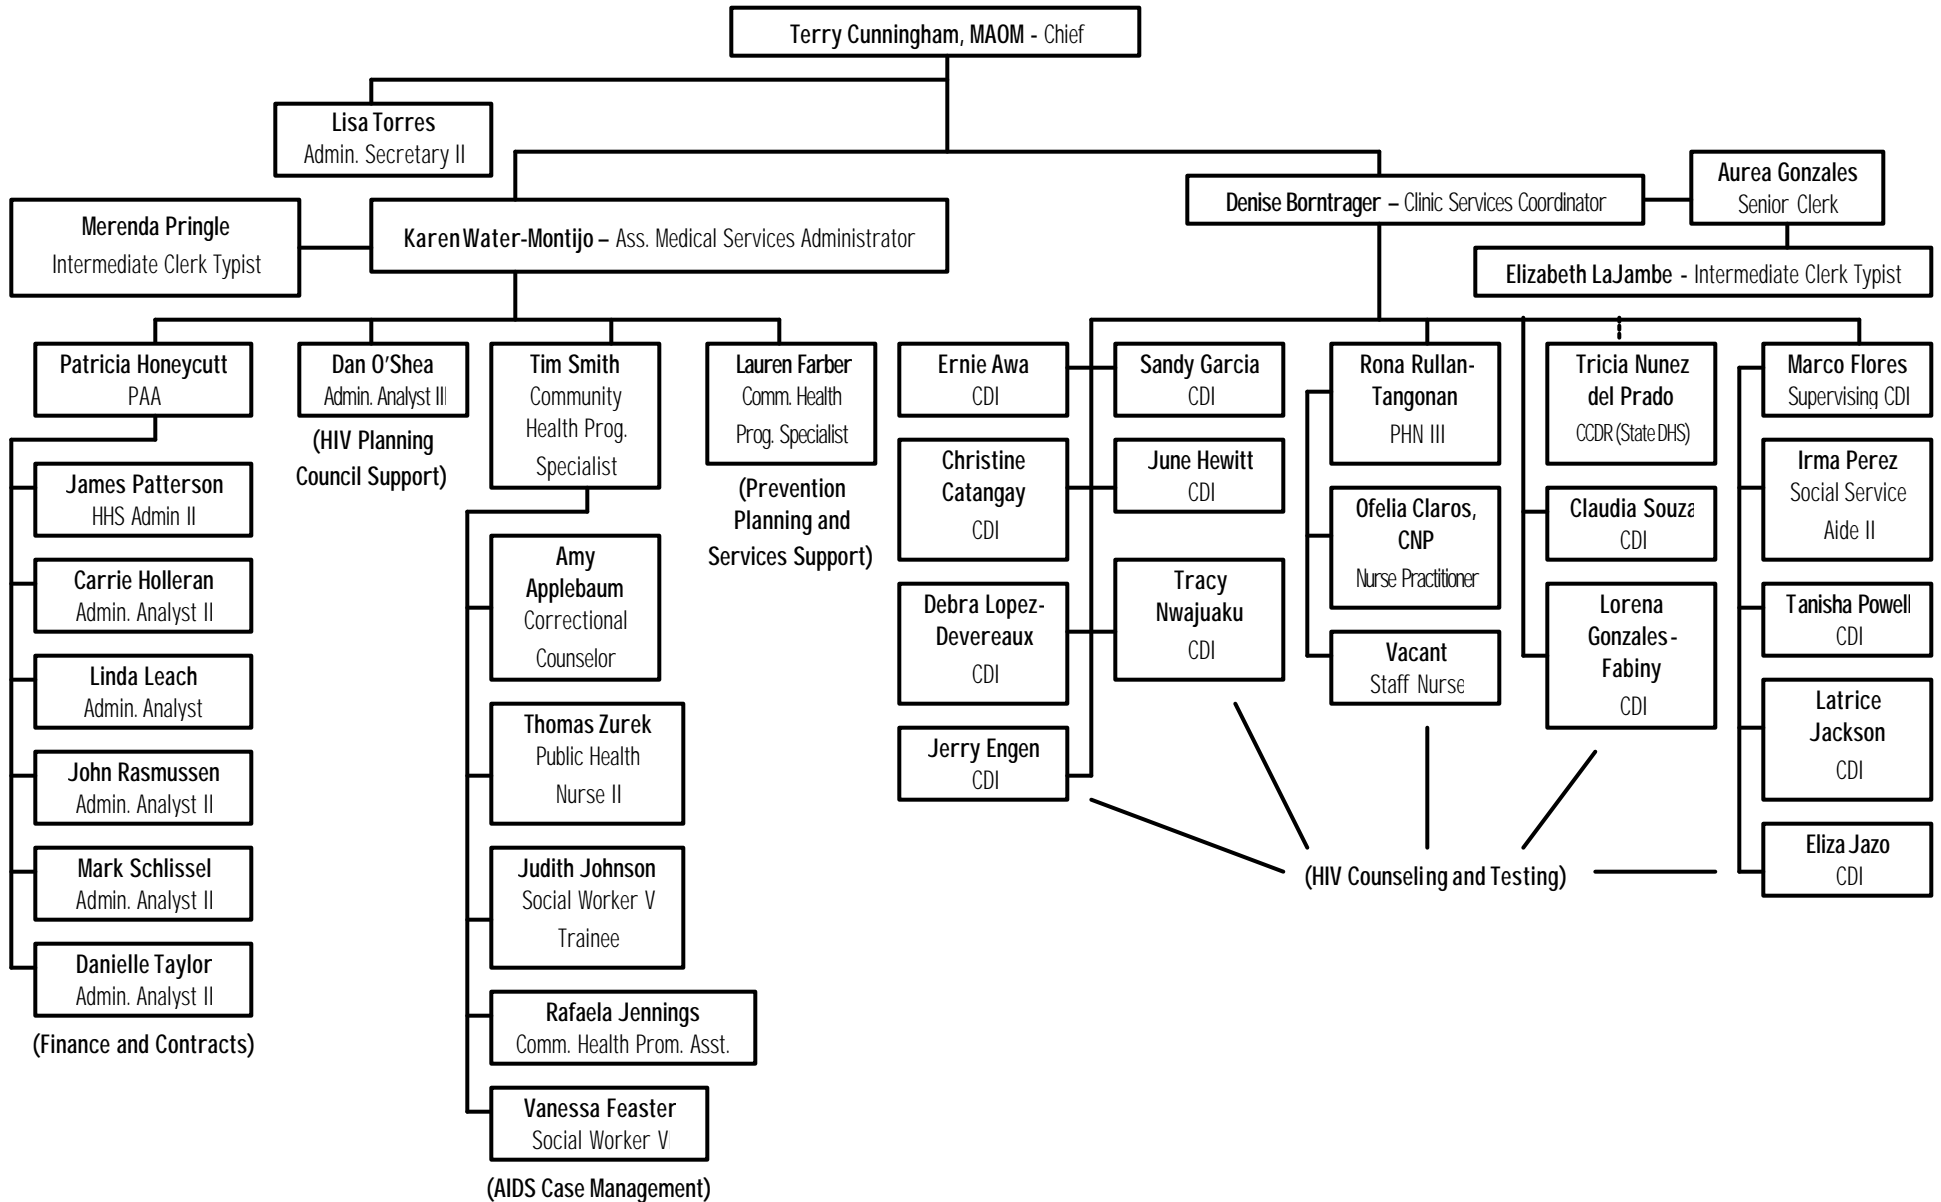 Terry Cunningham, MAOM - Chief
Lisa Torres
Admin. Secretary II
Merenda Pringle
Intermediate Clerk Typist
Karen Water-Montijo – Ass. Medical Services Administrator
Denise Borntrager – Clinic Services Coordinator
Aurea Gonzales
Senior Clerk
Elizabeth LaJambe - Intermediate Clerk Typist
Patricia Honeycutt
PAA
James Patterson
HHS Admin II
Carrie Holleran
Admin. Analyst II
Linda Leach
Admin. Analyst
John Rasmussen
Admin. Analyst II
Mark Schlissel
Admin. Analyst II
Danielle Taylor
Admin. Analyst II
(Finance and Contracts)
Dan O'Shea
Admin. Analyst III
(HIV Planning
Council Support)
Tim Smith
Community
Health Prog.
Specialist
Amy
Applebaum
Correctional
Counselor
Thomas Zurek
Public Health
Nurse II
Judith Johnson
Social Worker V
Trainee
Rafaela Jennings
Comm. Health Prom. Asst.
Vanessa Feaster
Social Worker V
(AIDS Case Management)
Lauren Farber
Comm. Health
Prog. Specialist
(Prevention
Planning and
Services Support)
Ernie Awa
CDI
Christine
Catangay
CDI
Debra Lopez-
Devereaux
CDI
Jerry Engen
CDI
Sandy Garcia
CDI
June Hewitt
CDI
Tracy
Nwajuaku
CDI
Rona Rullan-
Tangonan
PHN III
Ofelia Claros,
CNP
Nurse Practitioner
Vacant
Staff Nurse
Tricia Nunez
del Prado
CCDR (State DHS)
Claudia Souza
CDI
Lorena
Gonzales-
Fabiny
CDI
Marco Flores
Supervising CDI
Irma Perez
Social Service
Aide II
Tanisha Powell
CDI
Latrice
Jackson
CDI
Eliza Jazo
CDI
(HIV Counseling and Testing)